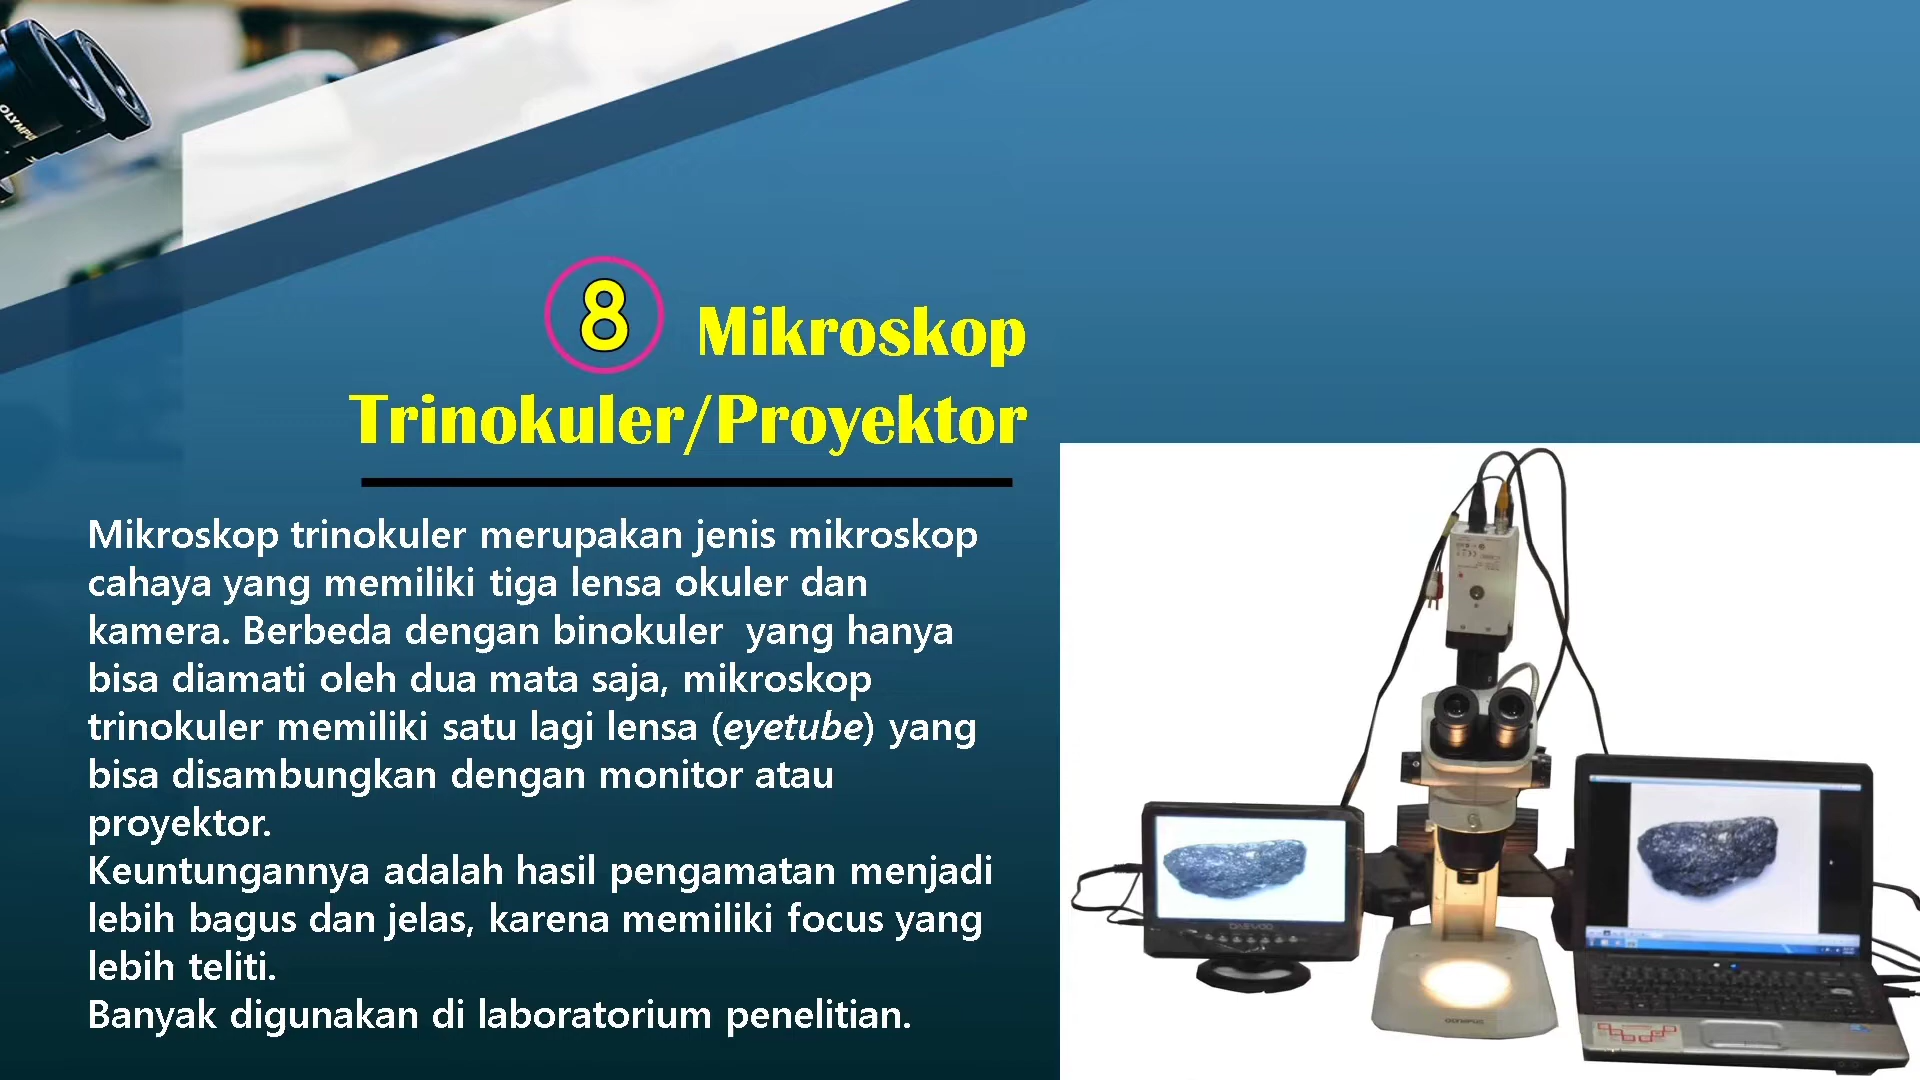 OLYMPUS
8 Mikroskop
Trinokuler/Proyektor
Mikroskop trinokuler merupakan jenis mikroskop
cahaya yang memiliki tiga lensa okuler dan
kamera. Berbeda dengan binokuler yang hanya
bisa diamati oleh dua mata saja, mikroskop
trinokuler memiliki satu lagi lensa (eyetube) yang
bisa disambungkan dengan monitor atau
proyektor.
Keuntungannya adalah hasil pengamatan menjadi
lebih bagus dan jelas, karena memiliki focus yang
lebih teliti.
Banyak digunakan di laboratorium penelitian.
DAEWOO
OLYMPUS